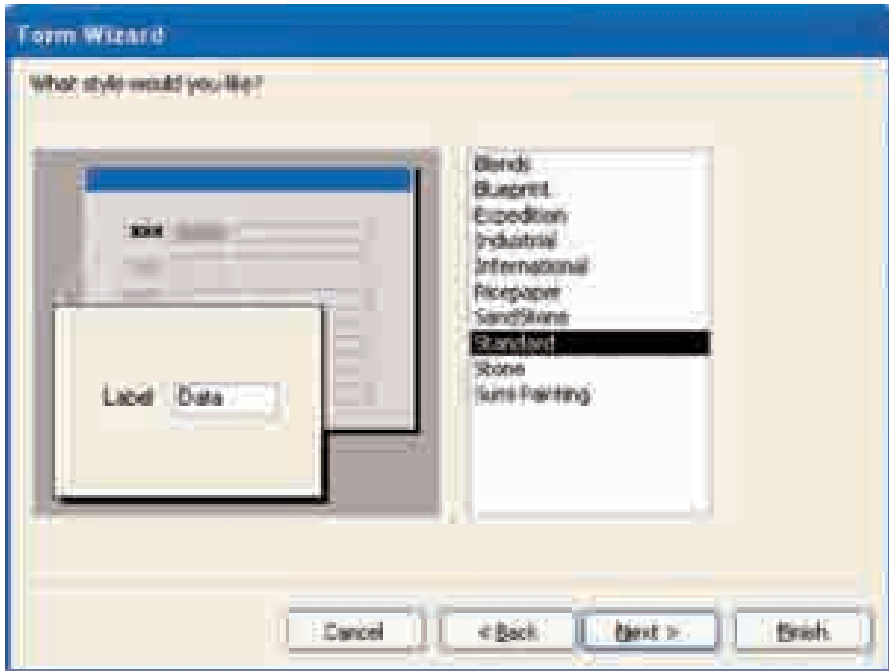 Form Wizard
What style would you like?
Blends
Blueprint
Expedition
Industrial
International
Ricepaper
SandStone
Standard
Stone
Sumi Painting
Label Data
Cancel
< Back
Next >
Finish